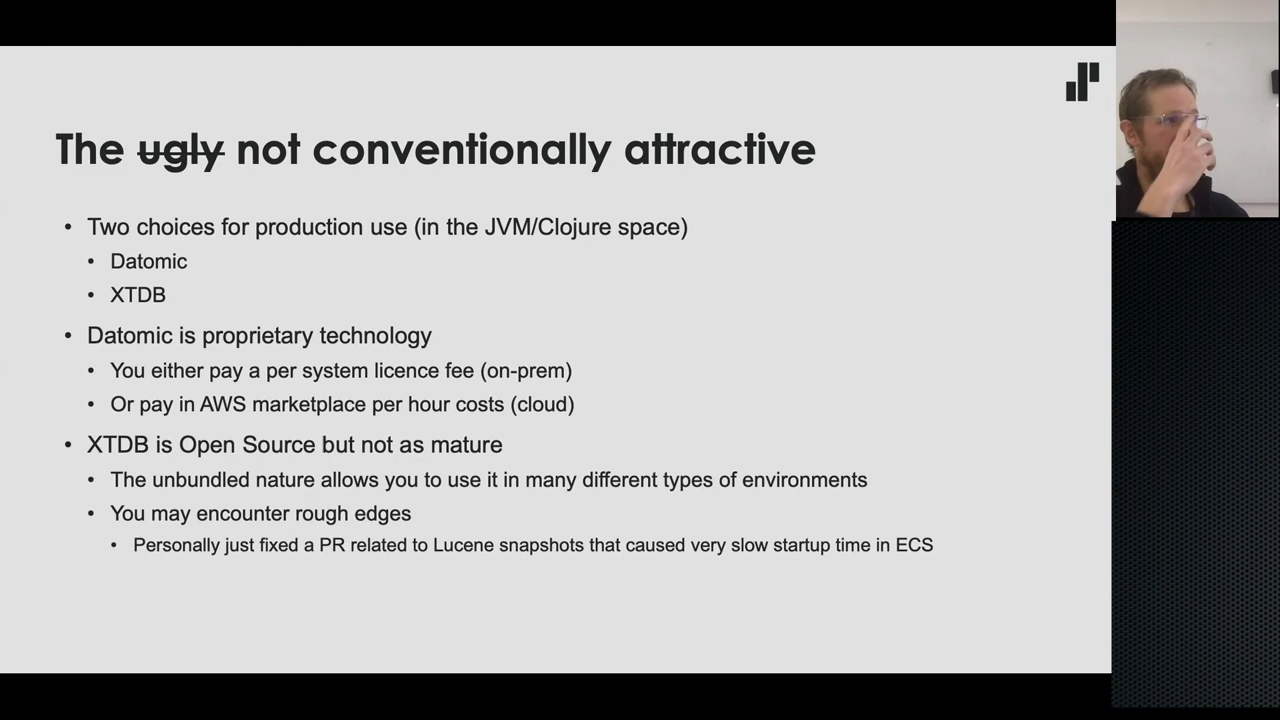 The ugly not conventionally attractive
• Two choices for production use (in the JVM/Clojure space)
• Datomic
• XTDB
• Datomic is proprietary technology
• You either pay a per system licence fee (on-prem)
• Or pay in AWS marketplace per hour costs (cloud)
• XTDB is Open Source but not as mature
• The unbundled nature allows you to use it in many different types of environments
• You may encounter rough edges
• Personally just fixed a PR related to Lucene snapshots that caused very slow startup time in ECS